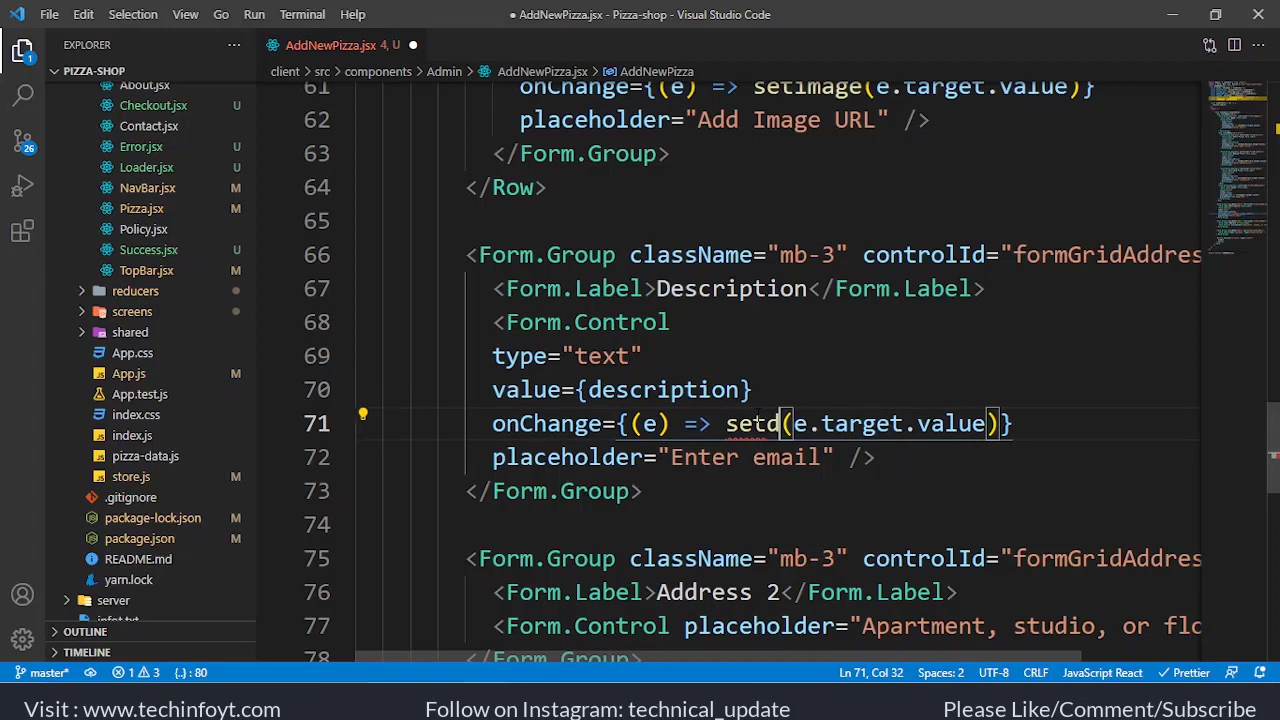 File Edit Selection View Go Run Terminal Help
● AddNewPizza.jsx - Pizza-shop - Visual Studio Code
EXPLORER
AddNewPizza.jsx 4, U
PIZZA-SHOP
client > src > components > Admin > AddNewPizza.jsx > AddNewPizza
About.jsx
Checkout.jsx U
Contact.jsx
Error.jsx U
Loader.jsx U
NavBar.jsx M
Pizza.jsx M
Policy.jsx
Success.jsx U
TopBar.jsx M
reducers
screens
shared
App.css
App.js M
App.test.js
index.css
index.js
pizza-data.js
store.js M
.gitignore
package-lock.json M
package.json M
README.md
yarn.lock
server
OUTLINE
TIMELINE
1
26
61 onChange={(e) => setImage(e.target.value)}
62 placeholder="Add Image URL" />
63 </Form.Group>
64 </Row>
65
66 <Form.Group className="mb-3" controlId="formGridAddres
67 <Form.Label>Description</Form.Label>
68 <Form.Control
69 type="text"
70 value={description}
71 onChange={(e) => setd(e.target.value)}
72 placeholder="Enter email" />
73 </Form.Group>
74
75 <Form.Group className="mb-3" controlId="formGridAddres
76 <Form.Label>Address 2</Form.Label>
77 <Form.Control placeholder="Apartment, studio, or flo
78 </Form.Group>
master* 1 3 {..} : 80 Ln 71, Col 32 Spaces: 2 UTF-8 CRLF JavaScript React Prettier
Visit : www.techinfoyt.com Follow on Instagram: technical_update Please Like/Comment/Subscribe